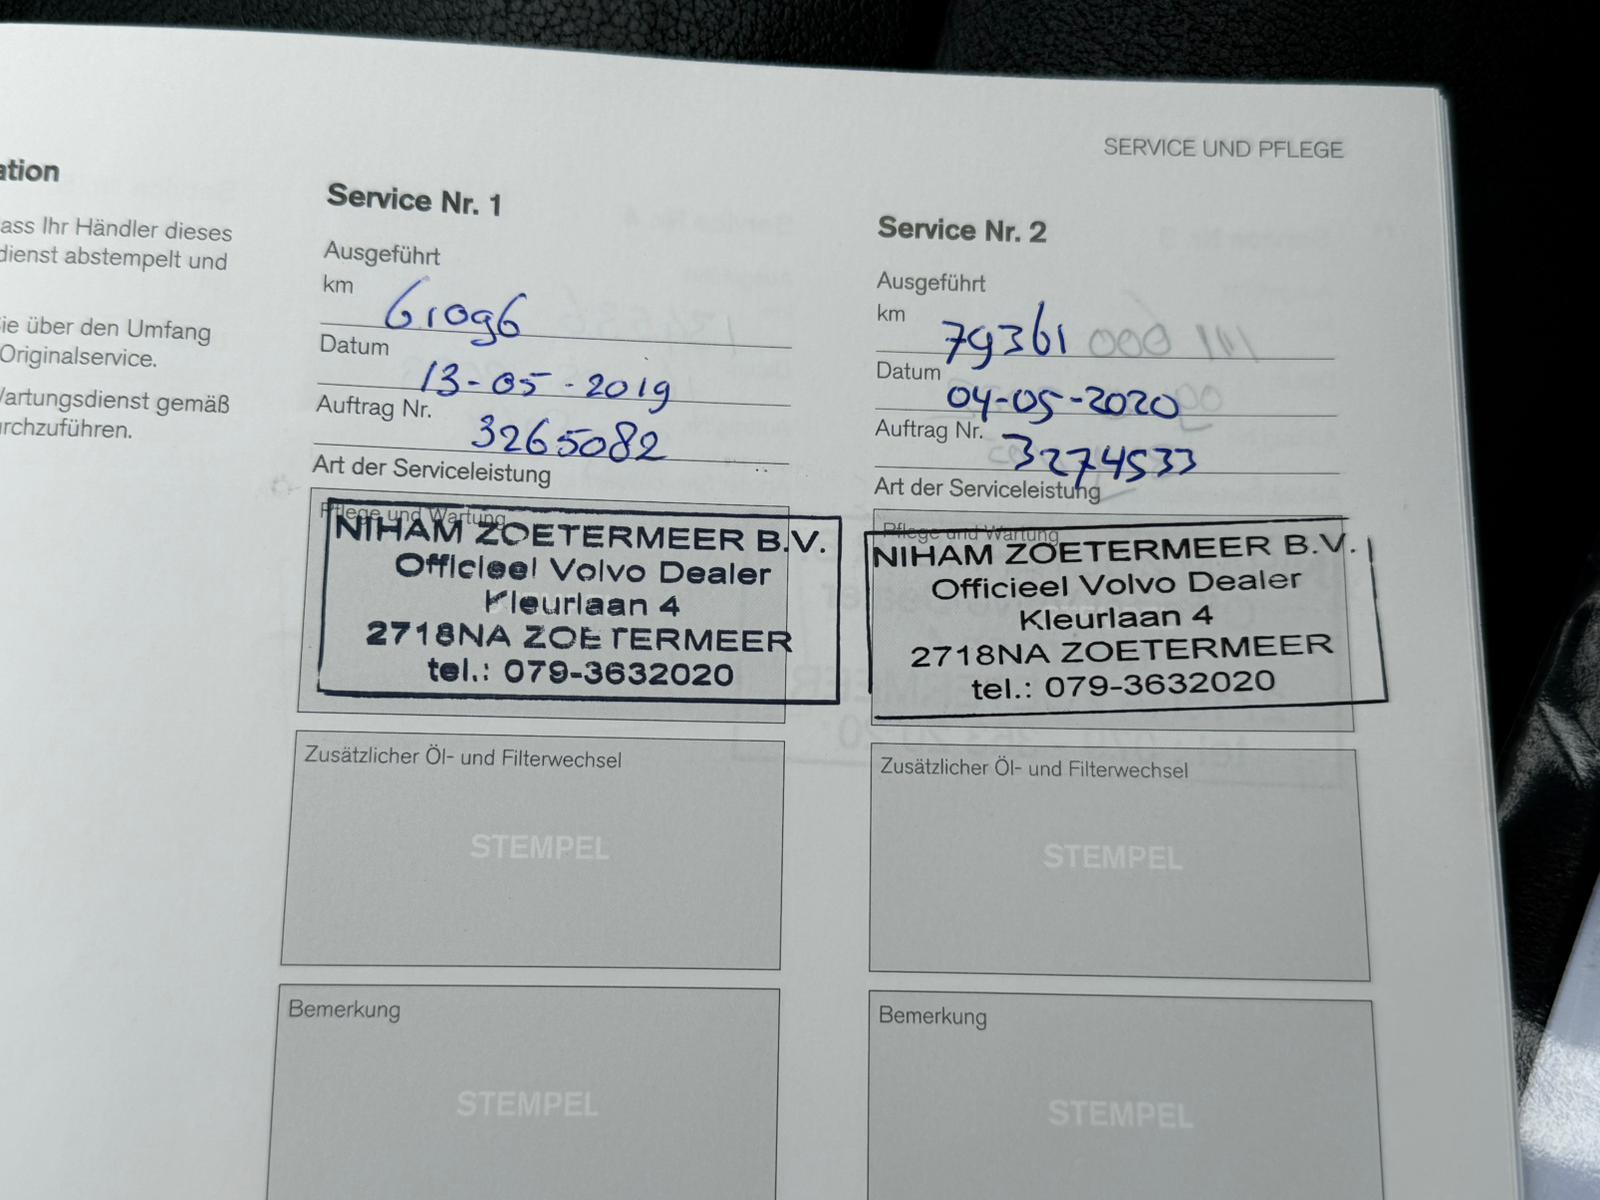 SERVICE UND PFLEGE
ation
ass Ihr Händler dieses
dienst abstempelt und
ie über den Umfang
Originalservice.
Wartungsdienst gemäß
rchzuführen.
Service Nr. 1
Ausgeführt
km 61096
Datum 13-05-2019
Auftrag Nr. 3265082
Art der Serviceleistung
Pflege und Wartung
NIHAM ZOETERMEER B.V.
Officieel Volvo Dealer
Kleurlaan 4
2718NA ZOETERMEER
tel.: 079-3632020
Zusätzlicher Öl- und Filterwechsel
STEMPEL
Bemerkung
STEMPEL
Service Nr. 2
Ausgeführt
km 79361
Datum 04-05-2020
Auftrag Nr. 3274533
Art der Serviceleistung
Pflege und Wartung
NIHAM ZOETERMEER B.V.
Officieel Volvo Dealer
Kleurlaan 4
2718NA ZOETERMEER
tel.: 079-3632020
Zusätzlicher Öl- und Filterwechsel
STEMPEL
Bemerkung
STEMPEL